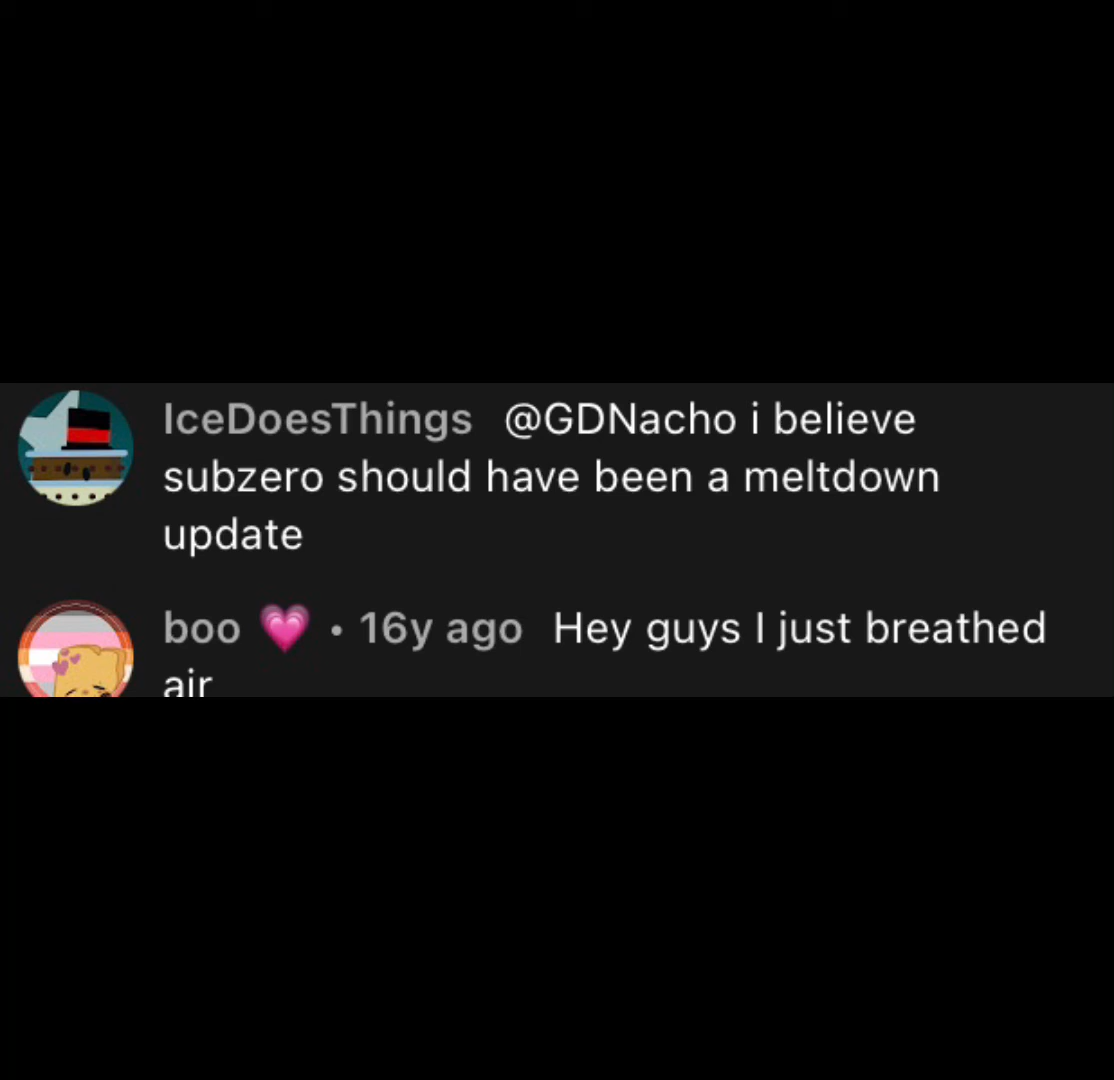 IceDoesThings @GDNacho i believe
subzero should have been a meltdown
update
boo 💗 • 16y ago Hey guys I just breathed
air